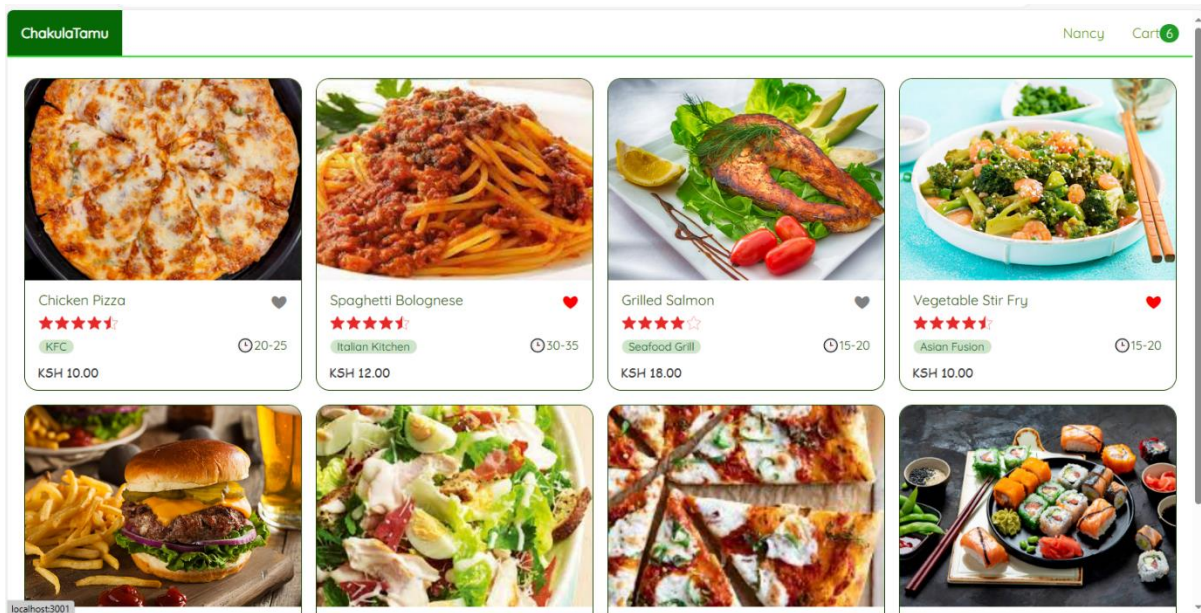 ChakulaTamu
Nancy Cart 6
Chicken Pizza
KFC
20-25
KSH 10.00
Spaghetti Bolognese
Italian Kitchen
30-35
KSH 12.00
Grilled Salmon
Seafood Grill
15-20
KSH 18.00
Vegetable Stir Fry
Asian Fusion
15-20
KSH 10.00
localhost:3001